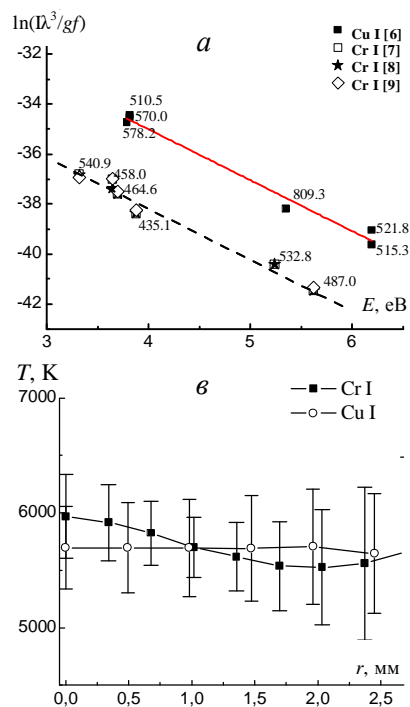 ln(Iλ³/gf)
а
Cu I [6]
Cr I [7]
Cr I [8]
Cr I [9]
-32
-34
-36
-38
-40
-42
510.5
570.0
578.2
540.9
458.0
464.6
435.1
809.3
521.8
515.3
532.8
487.0
3 4 5 6
E, eB
T, K
в
Cr I
Cu I
7000
6000
5000
r, мм
0,0 0,5 1,0 1,5 2,0 2,5